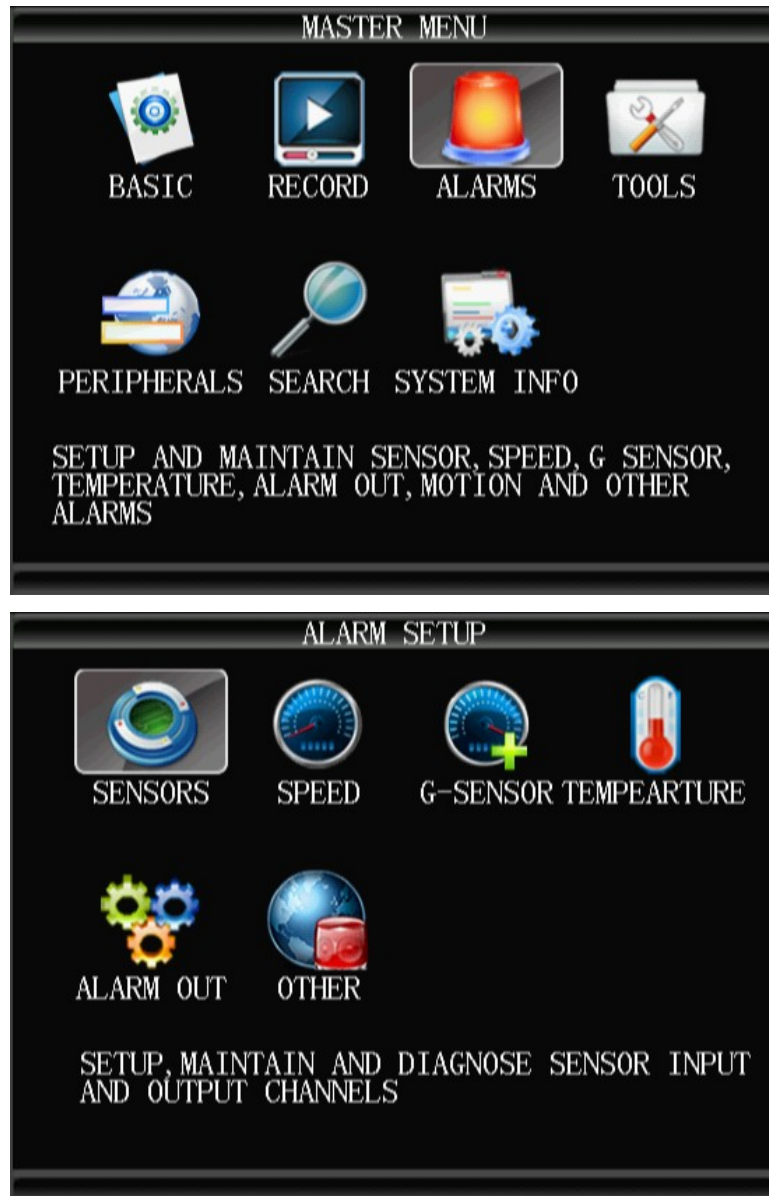 MASTER MENU
BASIC RECORD ALARMS TOOLS
PERIPHERALS SEARCH SYSTEM INFO
SETUP AND MAINTAIN SENSOR, SPEED, G SENSOR,
TEMPERATURE, ALARM OUT, MOTION AND OTHER
ALARMS
ALARM SETUP
SENSORS SPEED G-SENSOR TEMPEARTURE
ALARM OUT OTHER
SETUP, MAINTAIN AND DIAGNOSE SENSOR INPUT
AND OUTPUT CHANNELS